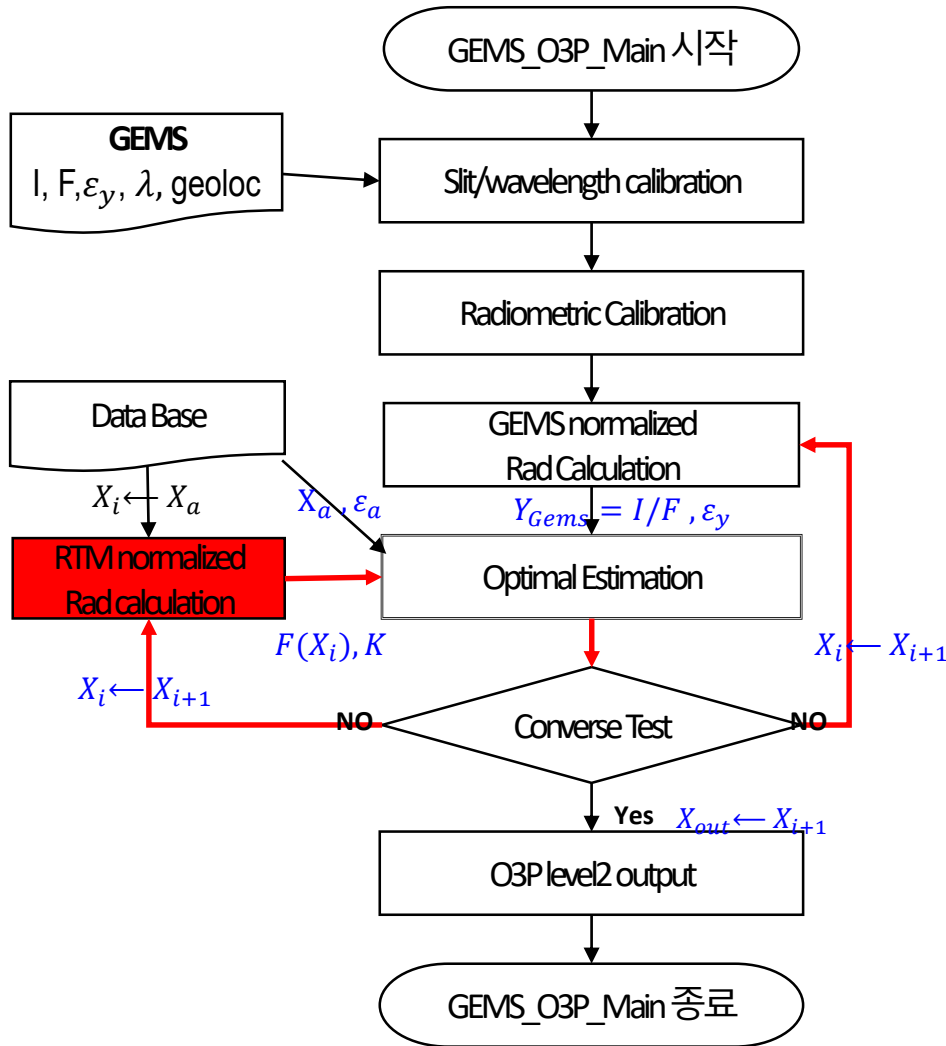 GEMS_O3P_Main 시작
GEMS
I, F,𝜀𝑦, 𝜆, geoloc
Slit/wavelength calibration
Radiometric Calibration
Data Base
GEMS normalized
Rad Calculation
𝑋𝑖 ← 𝑋𝑎
X𝑎 , 𝜀𝑎
𝑌𝐺𝑒𝑚𝑠 = 𝐼/𝐹 , 𝜀𝑦
RTM normalized
Rad calculation
Optimal Estimation
𝐹(𝑋𝑖), 𝐾
𝑋𝑖 ← 𝑋𝑖+1
𝑋𝑖 ← 𝑋𝑖+1
NO
Converse Test
NO
Yes
𝑋𝑜𝑢𝑡 ← 𝑋𝑖+1
O3P level2 output
GEMS_O3P_Main 종료